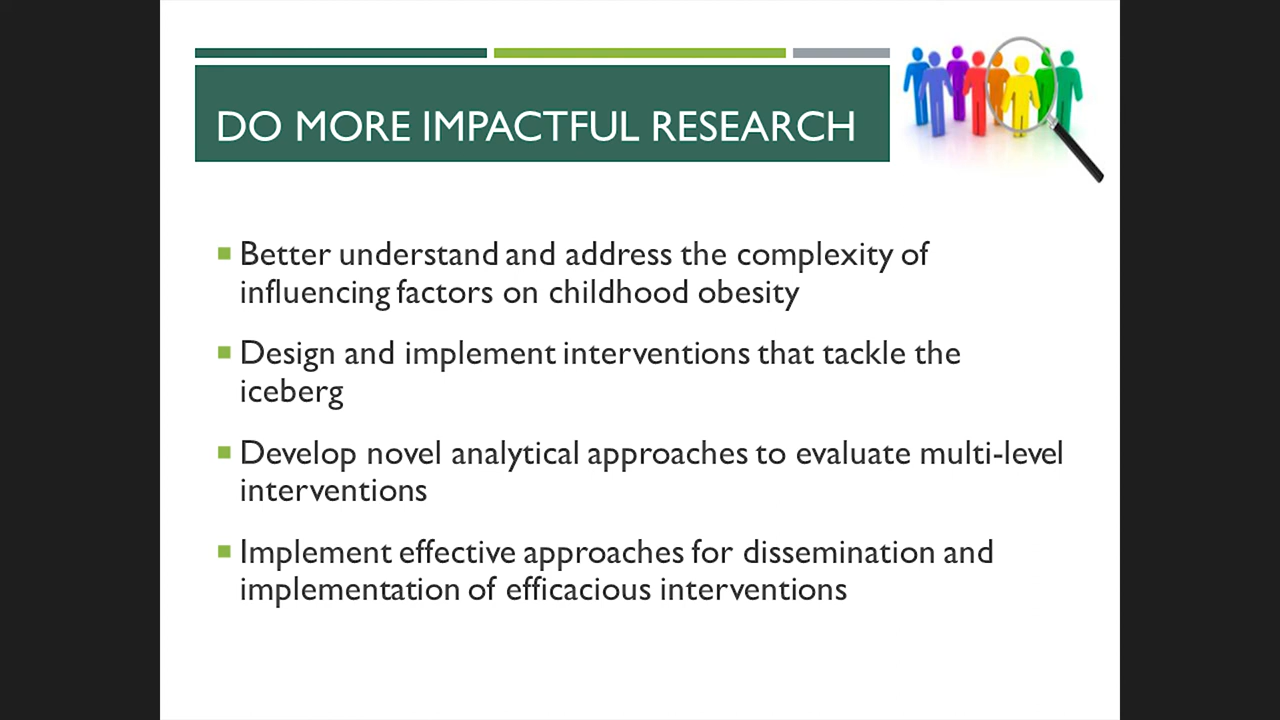 DO MORE IMPACTFUL RESEARCH
Better understand and address the complexity of
influencing factors on childhood obesity
Design and implement interventions that tackle the
iceberg
Develop novel analytical approaches to evaluate multi-level
interventions
Implement effective approaches for dissemination and
implementation of efficacious interventions